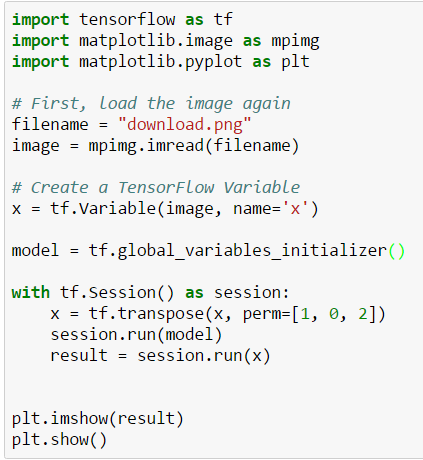 import tensorflow as tf
import matplotlib.image as mpimg
import matplotlib.pyplot as plt
# First, load the image again
filename = "download.png"
image = mpimg.imread(filename)
# Create a TensorFlow Variable
x = tf.Variable(image, name='x')
model = tf.global_variables_initializer()
with tf.Session() as session:
    x = tf.transpose(x, perm=[1, 0, 2])
    session.run(model)
    result = session.run(x)
plt.imshow(result)
plt.show()